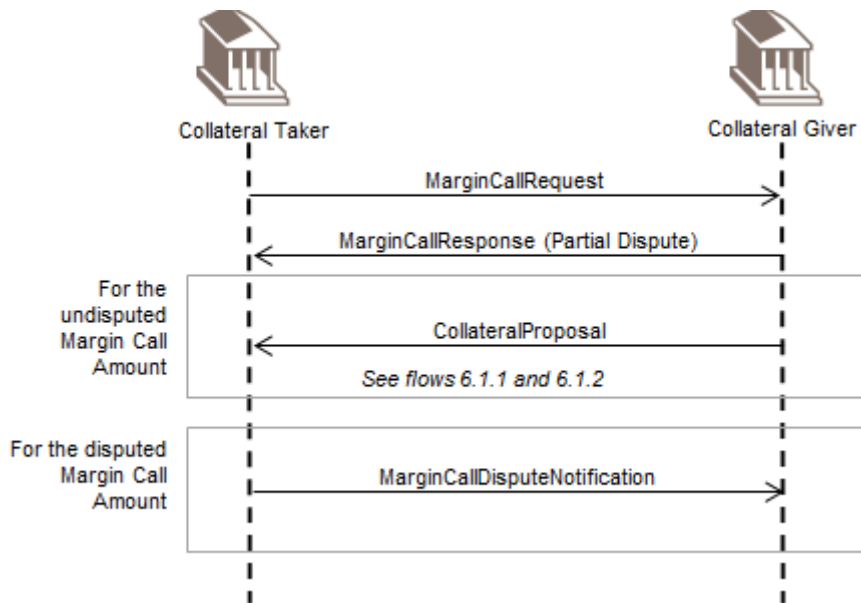 Collateral Taker
Collateral Giver
MarginCallRequest
MarginCallResponse (Partial Dispute)
For the
undisputed
Margin Call
Amount
CollateralProposal
See flows 6.1.1 and 6.1.2
For the disputed
Margin Call
Amount
MarginCallDisputeNotification